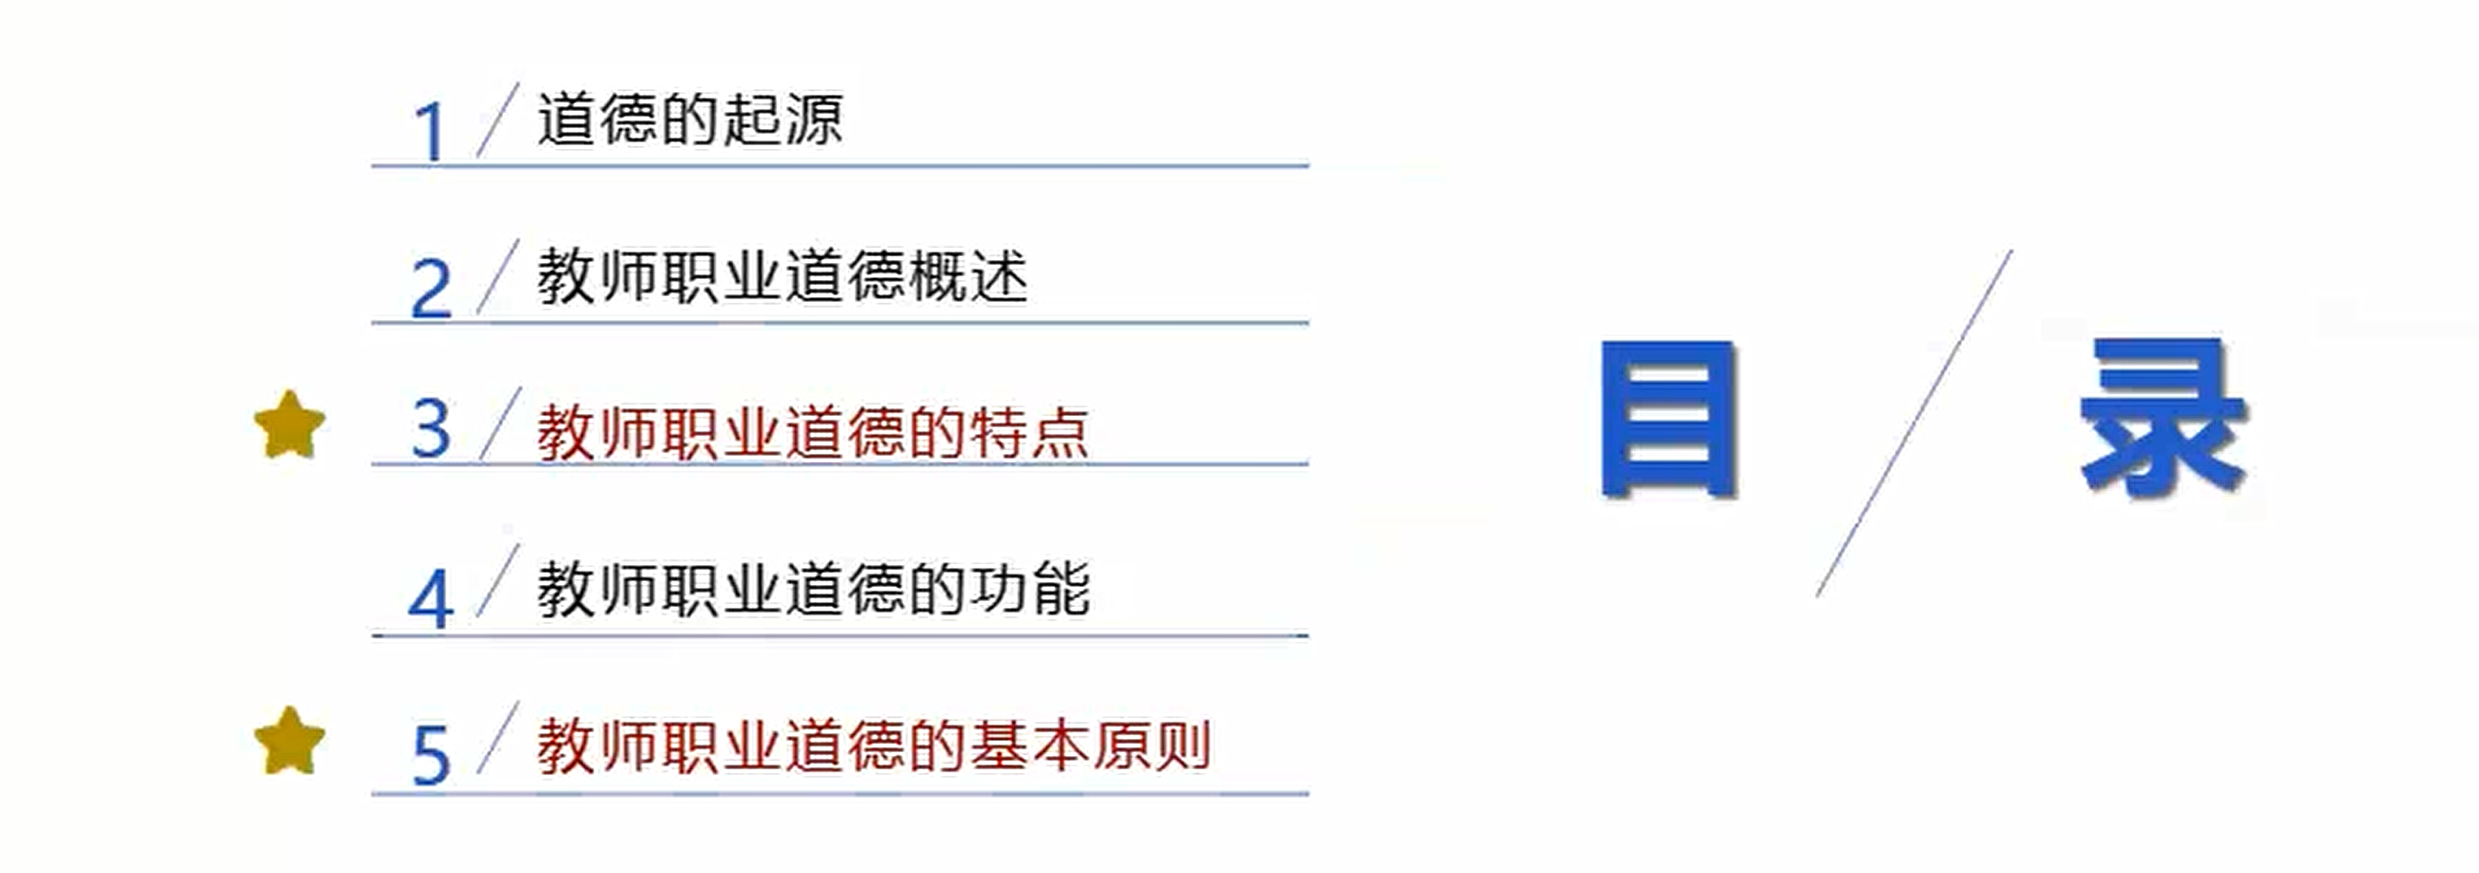 1 道德的起源
2 教师职业道德概述
3 教师职业道德的特点
4 教师职业道德的功能
5 教师职业道德的基本原则
目 录